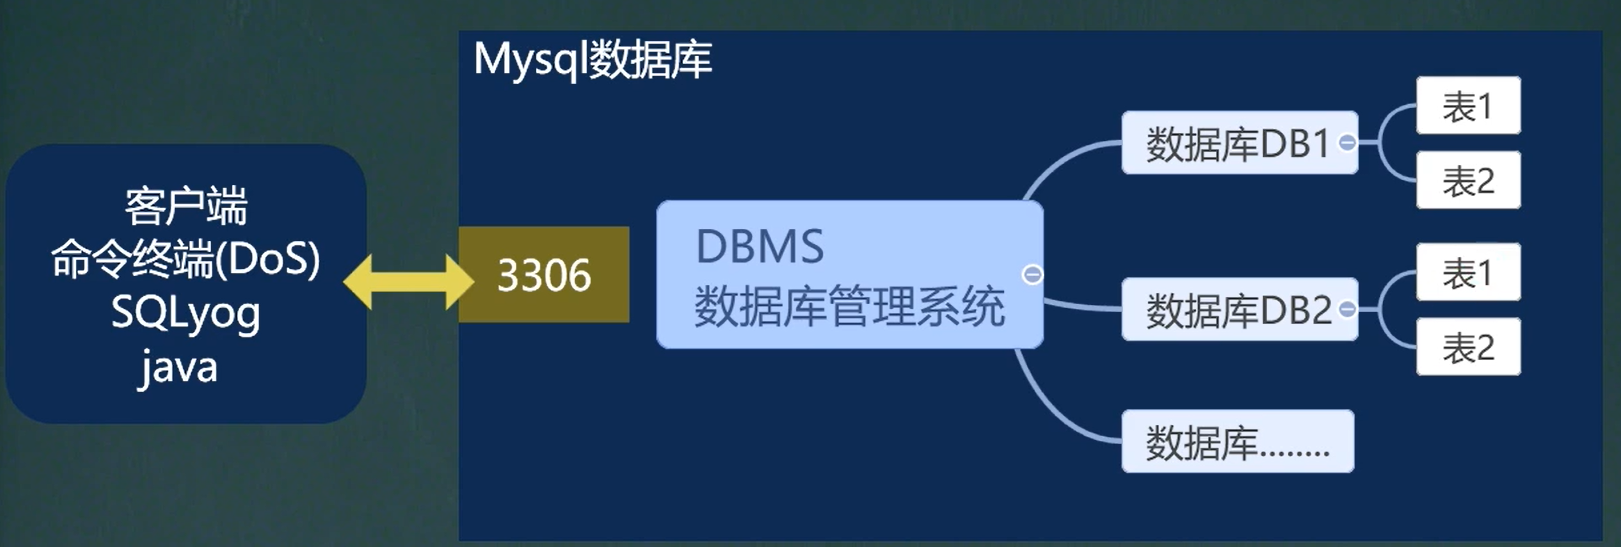 Mysql数据库
客户端
命令终端(DoS)
SQLyog
java
3306
DBMS
数据库管理系统
数据库DB1
表1
表2
数据库DB2
表1
表2
数据库........